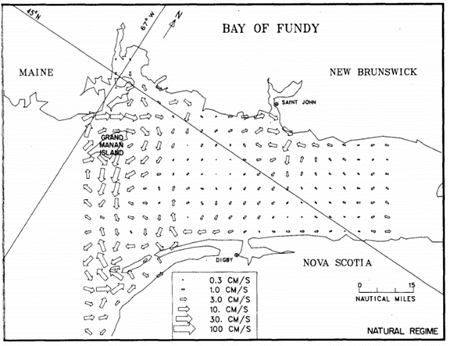 45°N
67°W
N
BAY OF FUNDY
MAINE
NEW BRUNSWICK
SAINT JOHN
GRAND
MANAN
ISLAND
DIGBY
NOVA SCOTIA
0.3 CM/S
1.0 CM/S
3.0 CM/S
10. CM/S
30. CM/S
100 CM/S
0 15
NAUTICAL MILES
NATURAL REGIME